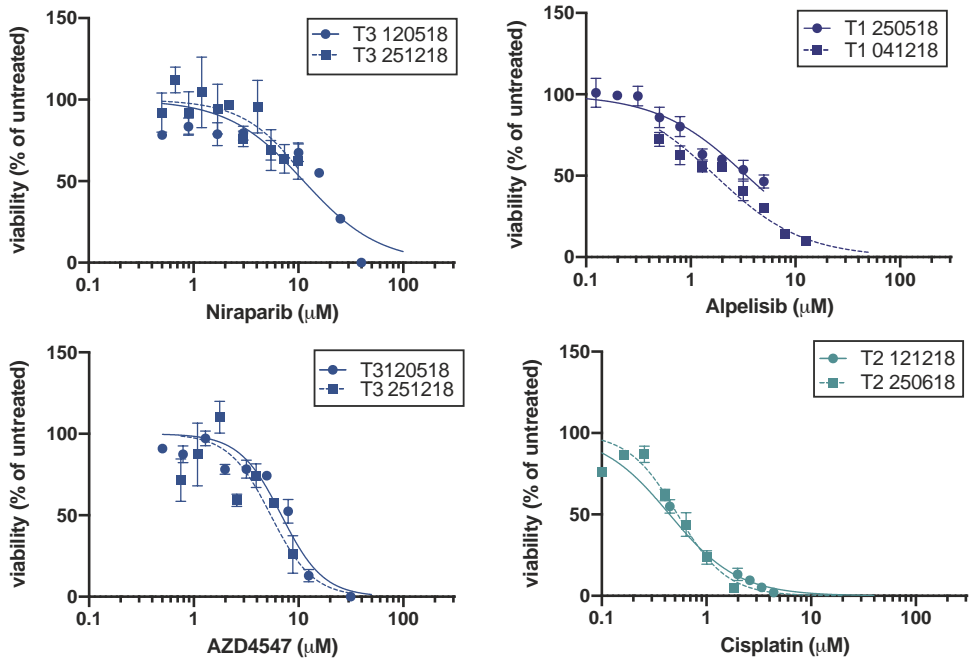 150
100
50
0
viability (% of untreated)
T3 120518
T3 251218
0.1
1
10
100
Niraparib (μM)
150
100
50
0
viability (% of untreated)
T1 250518
T1 041218
0.1
1
10
100
Alpelisib (μM)
150
100
50
0
viability (% of untreated)
T3120518
T3 251218
0.1
1
10
100
AZD4547 (μM)
150
100
50
0
viability (% of untreated)
T2 121218
T2 250618
0.1
1
10
100
Cisplatin (μM)